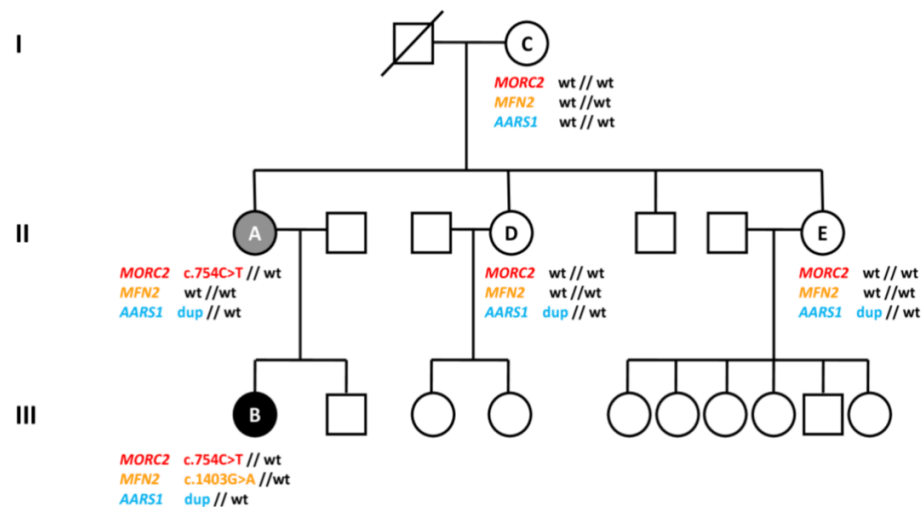 I
C
MORC2 wt // wt
MFN2 wt //wt
AARS1 wt // wt
II
A
D
E
MORC2 c.754C>T // wt
MFN2 wt //wt
AARS1 dup // wt
MORC2 wt // wt
MFN2 wt //wt
AARS1 dup // wt
MORC2 wt // wt
MFN2 wt //wt
AARS1 dup // wt
III
B
MORC2 c.754C>T // wt
MFN2 c.1403G>A //wt
AARS1 dup // wt